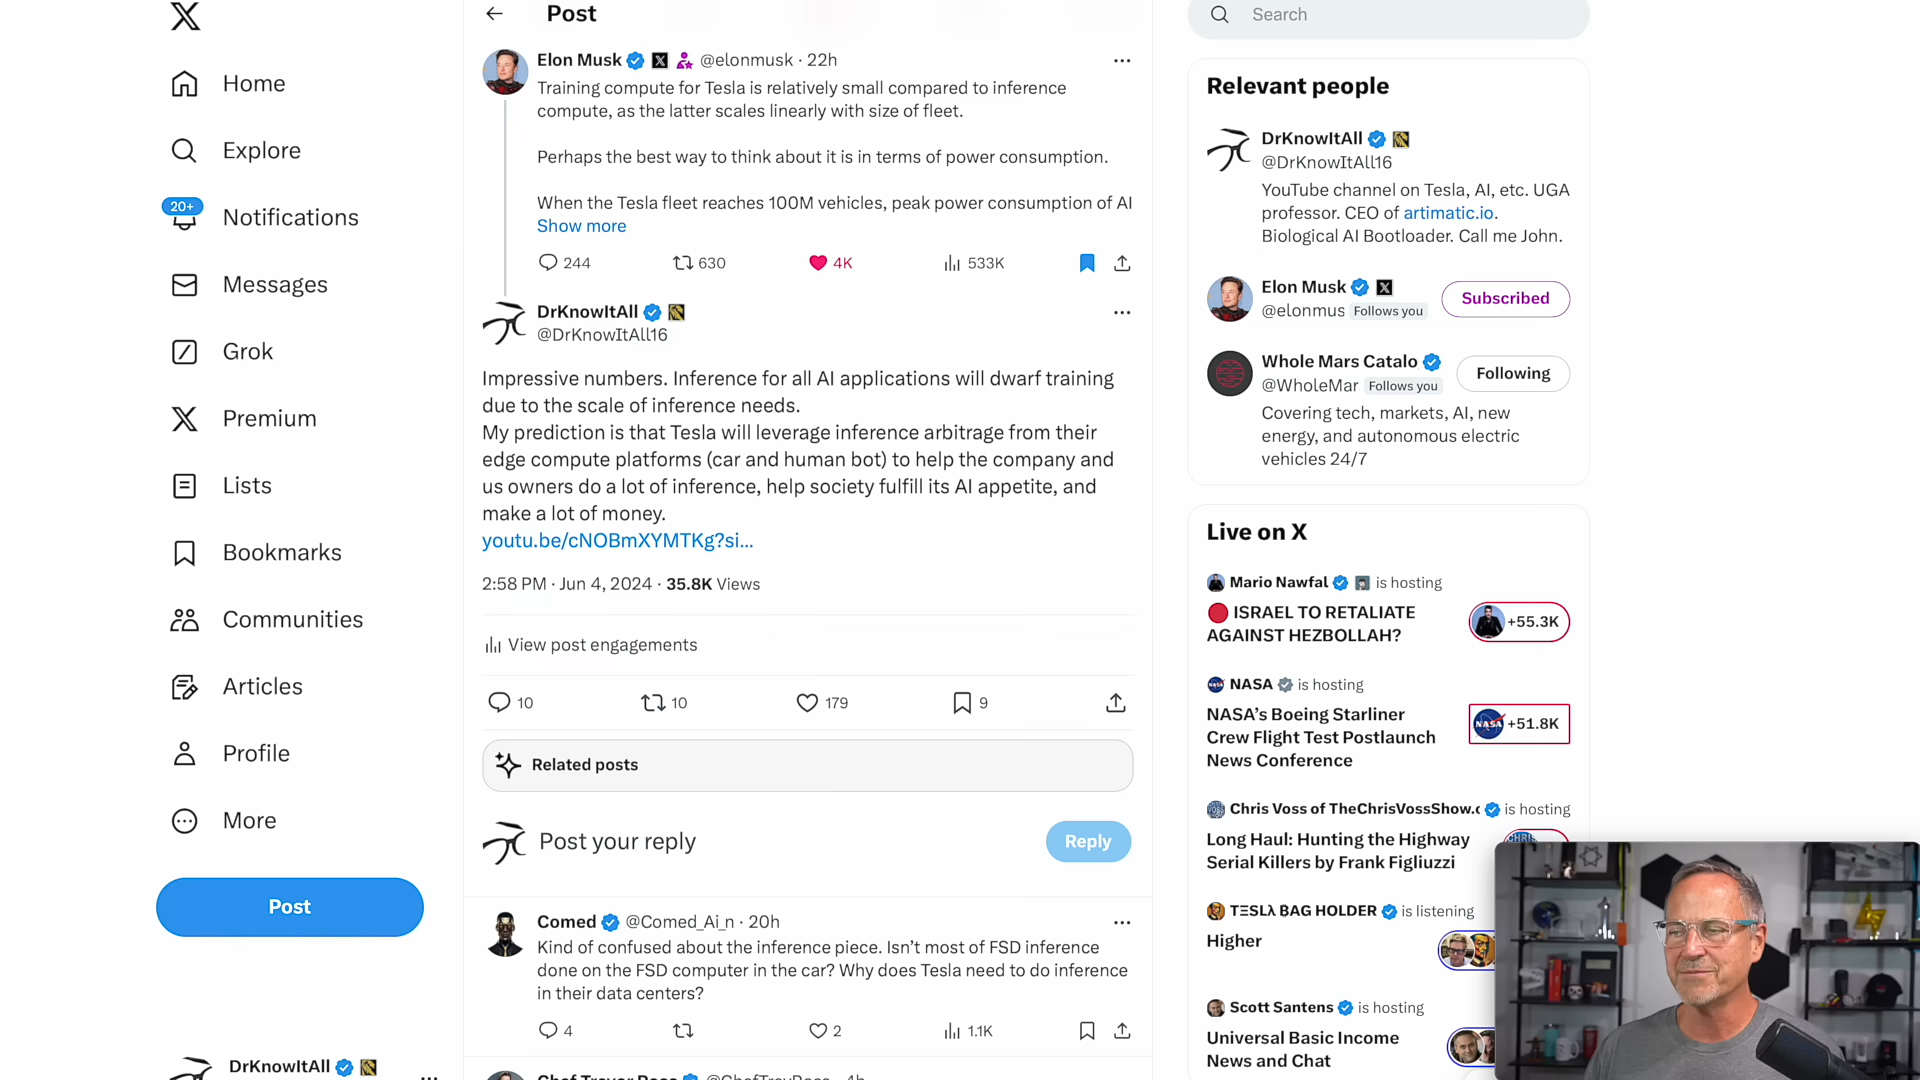 Home
Explore
20+
Notifications
Messages
Grok
Premium
Lists
Bookmarks
Communities
Articles
Profile
More
Post
DrKnowItAll
Post
Elon Musk @elonmusk · 22h
Training compute for Tesla is relatively small compared to inference
compute, as the latter scales linearly with size of fleet.
Perhaps the best way to think about it is in terms of power consumption.
When the Tesla fleet reaches 100M vehicles, peak power consumption of AI
Show more
244 630 4K 533K
DrKnowItAll
@DrKnowItAll16
Impressive numbers. Inference for all AI applications will dwarf training
due to the scale of inference needs.
My prediction is that Tesla will leverage inference arbitrage from their
edge compute platforms (car and human bot) to help the company and
us owners do a lot of inference, help society fulfill its AI appetite, and
make a lot of money.
youtu.be/cNOBmXYMTKg?si...
2:58 PM · Jun 4, 2024 · 35.8K Views
View post engagements
10 10 179 9
Related posts
Post your reply
Reply
Comed @Comed_Ai_n · 20h
Kind of confused about the inference piece. Isn't most of FSD inference
done on the FSD computer in the car? Why does Tesla need to do inference
in their data centers?
4 2 1.1K
Search
Relevant people
DrKnowItAll
@DrKnowItAll16
YouTube channel on Tesla, AI, etc. UGA
professor. CEO of artimatic.io.
Biological AI Bootloader. Call me John.
Elon Musk
@elonmus Follows you
Subscribed
Whole Mars Catalo
@WholeMar Follows you
Following
Covering tech, markets, AI, new
energy, and autonomous electric
vehicles 24/7
Live on X
Mario Nawfal is hosting
ISRAEL TO RETALIATE
AGAINST HEZBOLLAH?
+55.3K
NASA is hosting
NASA's Boeing Starliner
Crew Flight Test Postlaunch
News Conference
NASA +51.8K
Chris Voss of TheChrisVossShow.c is hosting
Long Haul: Hunting the Highway
Serial Killers by Frank Figliuzzi
TΞSLλ BAG HOLDER is listening
Higher
Scott Santens is hosting
Universal Basic Income
News and Chat